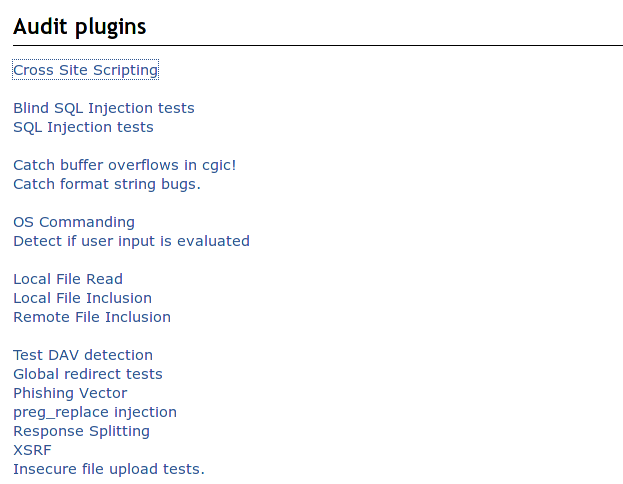 Audit plugins
Cross Site Scripting
Blind SQL Injection tests
SQL Injection tests
Catch buffer overflows in cgic!
Catch format string bugs.
OS Commanding
Detect if user input is evaluated
Local File Read
Local File Inclusion
Remote File Inclusion
Test DAV detection
Global redirect tests
Phishing Vector
preg_replace injection
Response Splitting
XSRF
Insecure file upload tests.